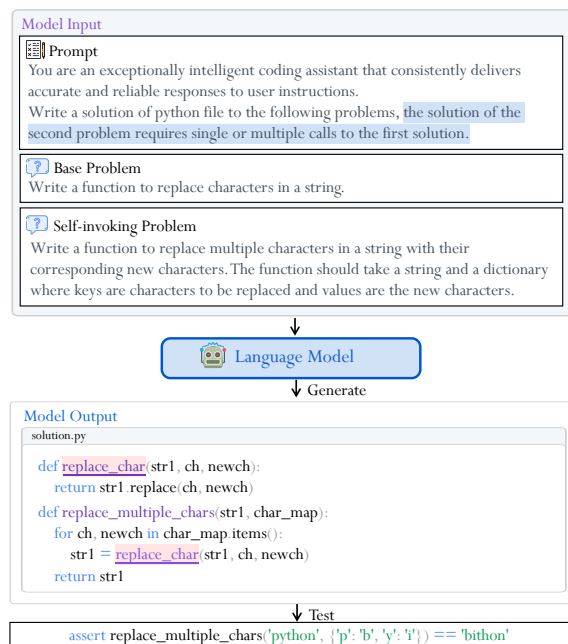 Model Input
Prompt
You are an exceptionally intelligent coding assistant that consistently delivers
accurate and reliable responses to user instructions.
Write a solution of python file to the following problems, the solution of the
second problem requires single or multiple calls to the first solution.
Base Problem
Write a function to replace characters in a string.
Self-invoking Problem
Write a function to replace multiple characters in a string with their
corresponding new characters. The function should take a string and a dictionary
where keys are characters to be replaced and values are the new characters.
Language Model
Generate
Model Output
solution.py
def replace_char(str1, ch, newch):
return str1.replace(ch, newch)
def replace_multiple_chars(str1, char_map):
for ch, newch in char_map.items():
str1 = replace_char(str1, ch, newch)
return str1
Test
assert replace_multiple_chars('python', {'p': 'b', 'y': 'i'}) == 'bithon'